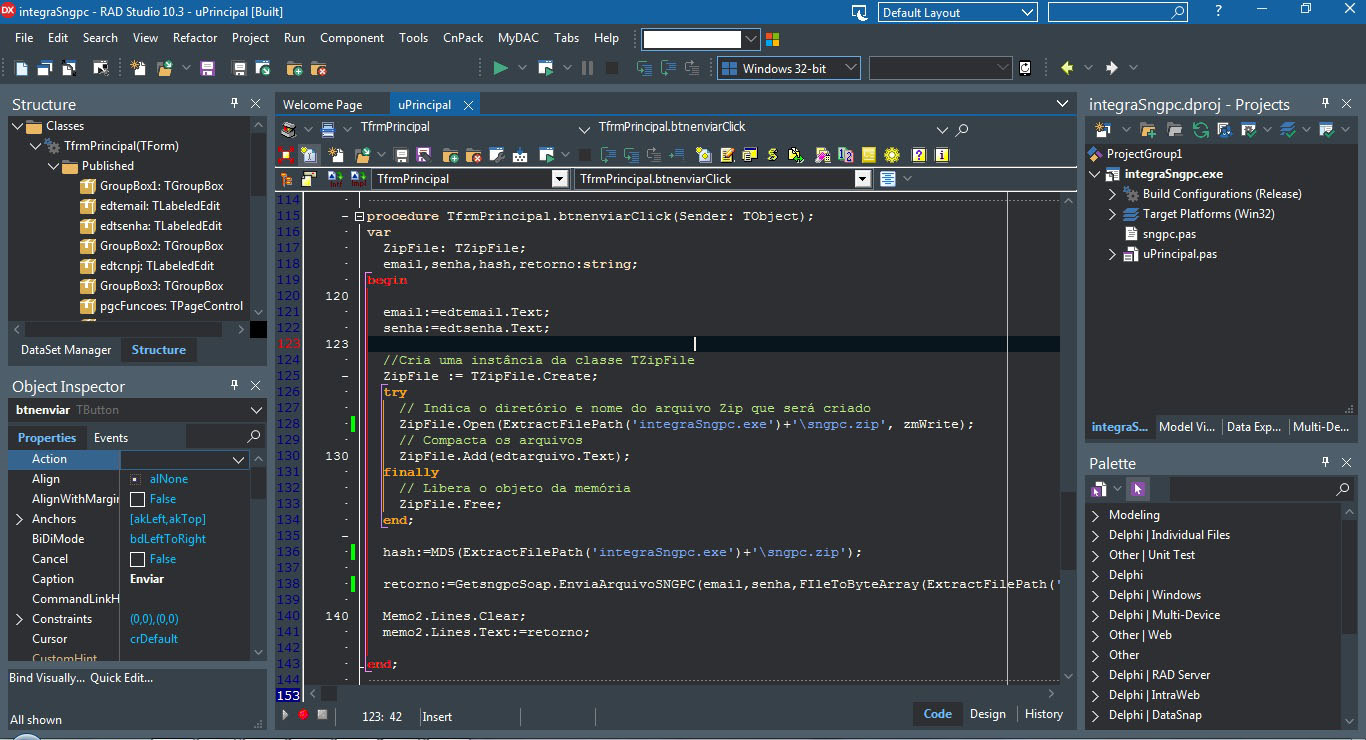 integraSngpc - RAD Studio 10.3 - uPrincipal [Built]
Default Layout
File Edit Search View Refactor Project Run Component Tools CnPack MyDAC Tabs Help
Windows 32-bit
Structure
Classes
TfrmPrincipal(TForm)
Published
GroupBox1: TGroupBox
edtemail: TLabeledEdit
edtsenha: TLabeledEdit
GroupBox2: TGroupBox
edtcnpj: TLabeledEdit
GroupBox3: TGroupBox
pgcFuncoes: TPageControl
DataSet Manager Structure
Object Inspector
btnenviar TButton
Properties Events
Action
Align alNone
AlignWithMargin False
Anchors [akLeft,akTop]
BiDiMode bdLeftToRight
Cancel False
Caption Enviar
CommandLinkH
Constraints (0,0),(0,0)
Cursor crDefault
CustomHint
Bind Visually... Quick Edit...
All shown
Welcome Page uPrincipal
TfrmPrincipal TfrmPrincipal.btnenviarClick
TfrmPrincipal TfrmPrincipal.btnenviarClick
114
115 procedure TfrmPrincipal.btnenviarClick(Sender: TObject);
116 var
117 ZipFile: TZipFile;
118 email,senha,hash,retorno:string;
119 begin
120 120
121 email:=edtemail.Text;
122 senha:=edtsenha.Text;
123 123
124 //Cria uma instância da classe TZipFile
125 ZipFile := TZipFile.Create;
126 try
127 // Indica o diretório e nome do arquivo Zip que será criado
128 ZipFile.Open(ExtractFilePath('integraSngpc.exe')+'\sngpc.zip', zmWrite);
129 // Compacta os arquivos
130 130 ZipFile.Add(edtarquivo.Text);
131 finally
132 // Libera o objeto da memória
133 ZipFile.Free;
134 end;
135
136 hash:=MD5(ExtractFilePath('integraSngpc.exe')+'\sngpc.zip');
137
138 retorno:=GetsngpcSoap.EnviaArquivoSNGPC(email,senha,FIleToByteArray(ExtractFilePath('
139
140 140 Memo2.Lines.Clear;
141 memo2.Lines.Text:=retorno;
142
143 end;
144
153
123: 42 Insert
Code Design History
integraSngpc.dproj - Projects
ProjectGroup1
integraSngpc.exe
Build Configurations (Release)
Target Platforms (Win32)
sngpc.pas
uPrincipal.pas
integraS... Model Vi... Data Exp... Multi-De...
Palette
Modeling
Delphi | Individual Files
Other | Unit Test
Delphi
Delphi | Windows
Delphi | Multi-Device
Other | Web
Other
Delphi | RAD Server
Delphi | IntraWeb
Delphi | DataSnap